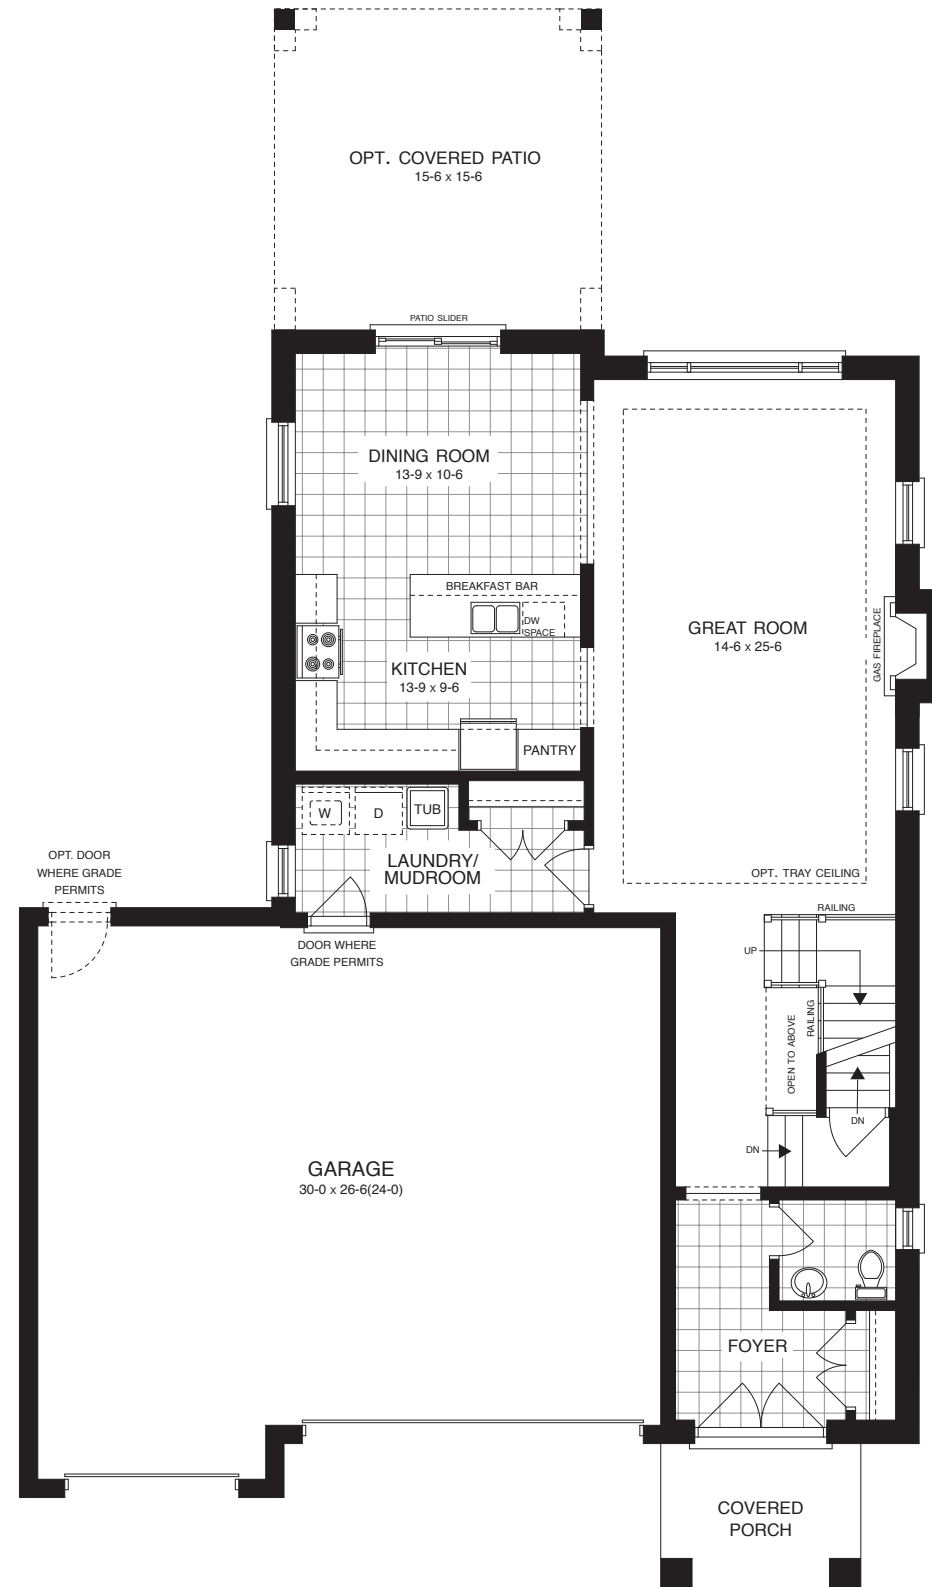 OPT. COVERED PATIO
15-6 x 15-6
PATIO SLIDER
DINING ROOM
13-9 x 10-6
BREAKFAST BAR
DW
SPACE
KITCHEN
13-9 x 9-6
PANTRY
GREAT ROOM
14-6 x 25-6
GAS FIREPLACE
OPT. TRAY CEILING
W
D
TUB
LAUNDRY/
MUDROOM
OPT. DOOR
WHERE GRADE
PERMITS
DOOR WHERE
GRADE PERMITS
RAILING
UP
RAILING
OPEN TO ABOVE
DN
DN
GARAGE
30-0 x 26-6(24-0)
FOYER
COVERED
PORCH